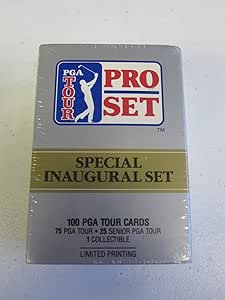 PGA
TOUR
PRO
SET
TM
SPECIAL
INAUGURAL SET
100 PGA TOUR CARDS
75 PGA TOUR • 25 SENIOR PGA TOUR
1 COLLECTIBLE
LIMITED PRINTING